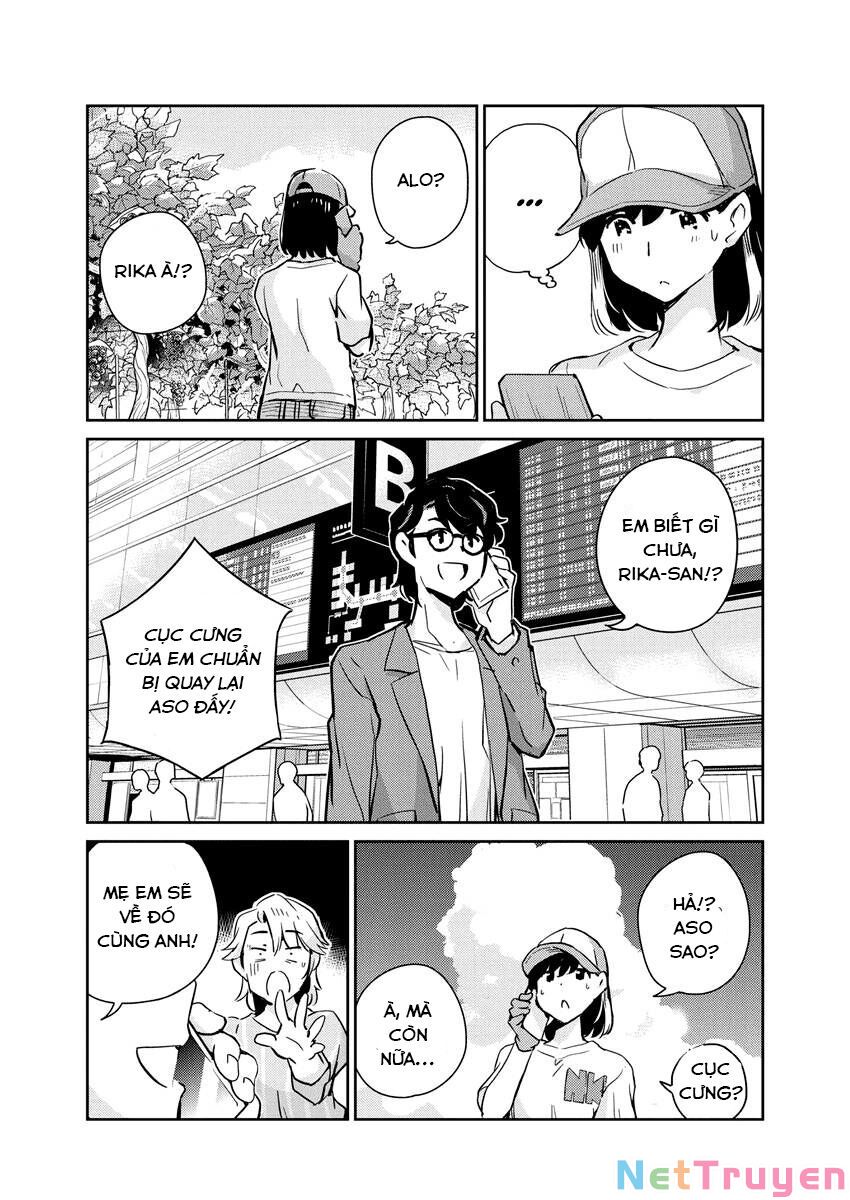 ...
ALO?
RIKA À!?
B
EM BIẾT GÌ
CHƯA,
RIKA-SAN!?
CỤC CƯNG
CỦA EM CHUẨN
BỊ QUAY LẠI
ASO ĐẤY!
HẢ!?
ASO
SAO?
CỤC
CƯNG?
À, MÀ
CÒN
NỮA...
NM
MẸ EM SẼ
VỀ ĐÓ
CÙNG ANH!
NetTruyen